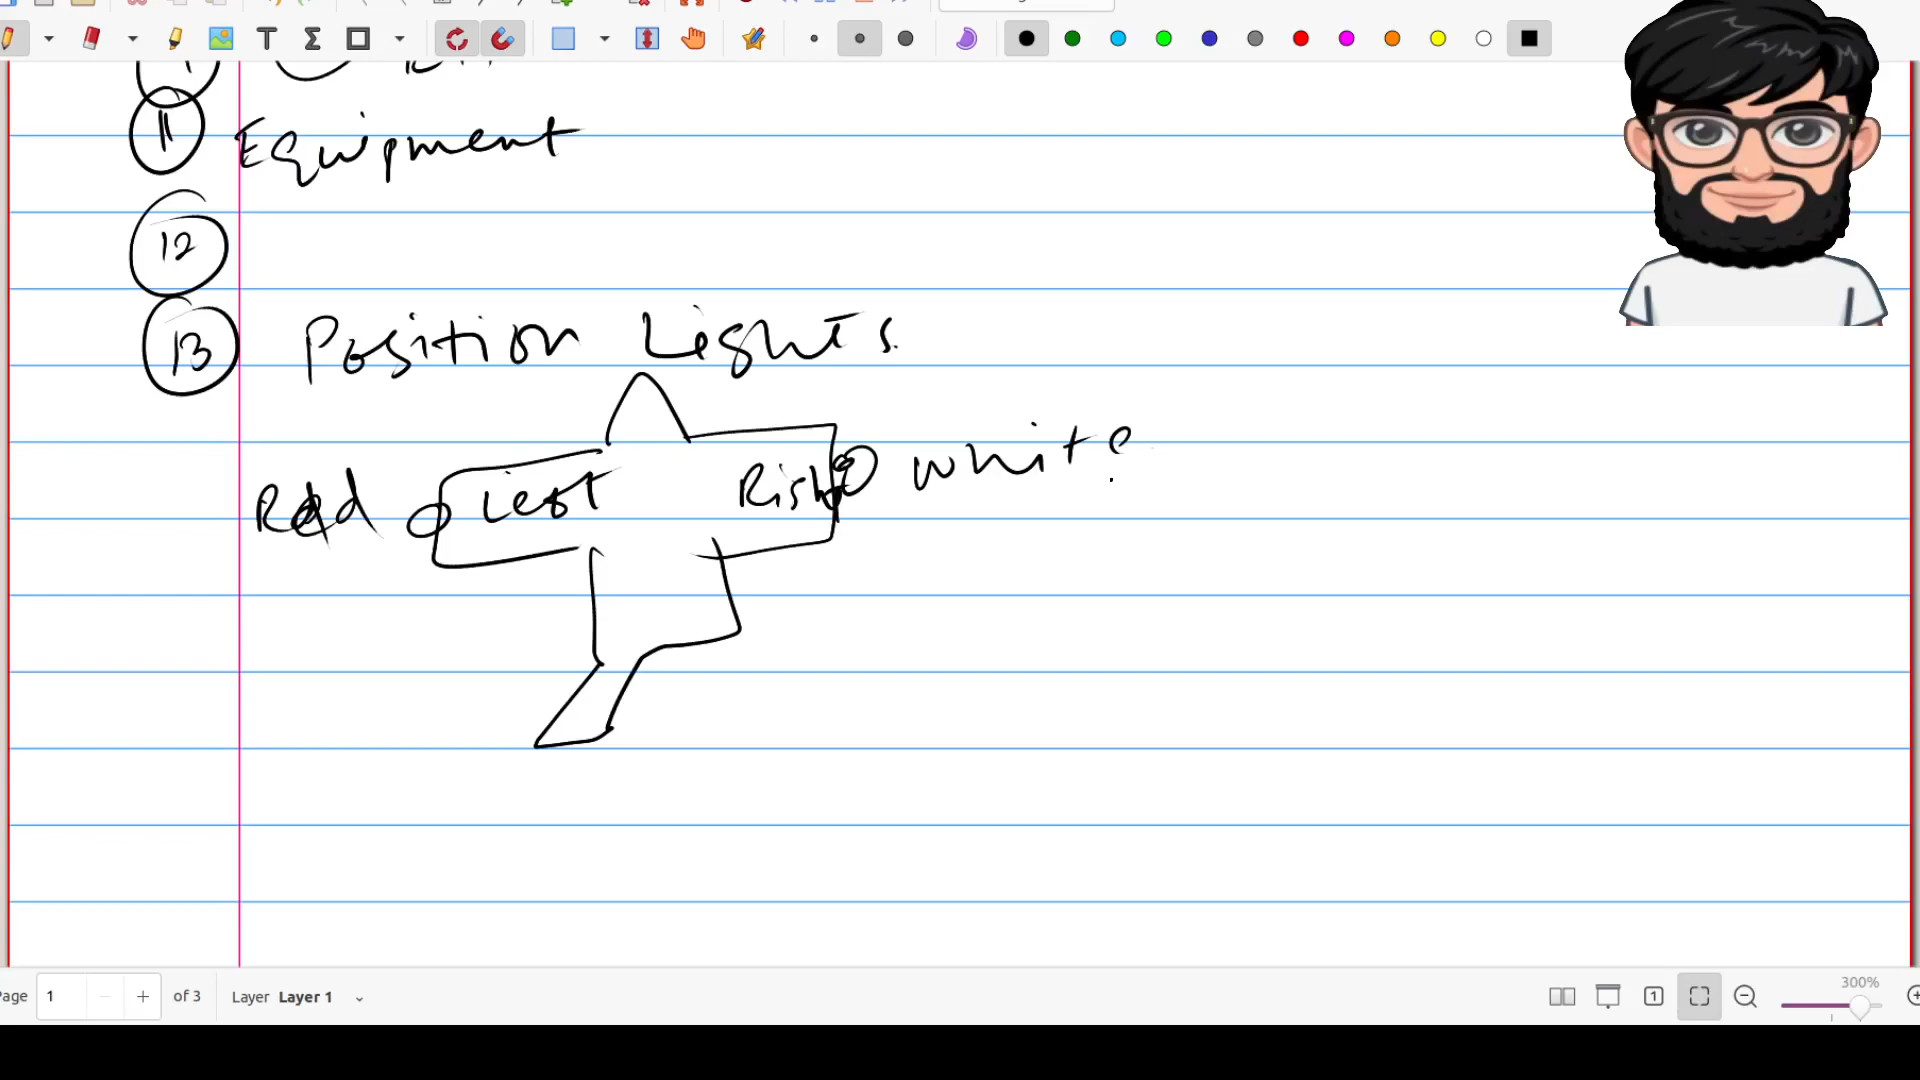 11 Equipment
12
13 Position Lights.
Red Left Right White
Page 1 of 3 Layer Layer 1 300%